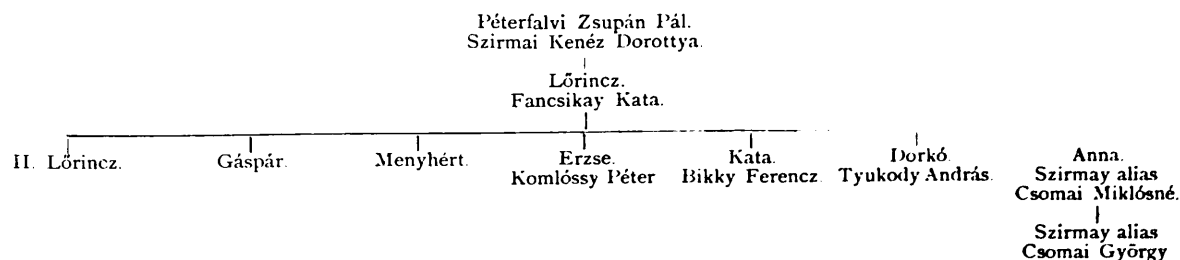 Péterfalvi Zsupán Pál.
Szirmai Kenéz Dorottya.
Lőrincz.
Fancsikay Kata.
II. Lőrincz. Gáspár. Menyhért. Erzse. Kata. Dorkó. Anna.
Komlóssy Péter Bikky Ferencz. Tyukody András. Szirmay alias
Csomai Miklósné.
Szirmay alias
Csomai György